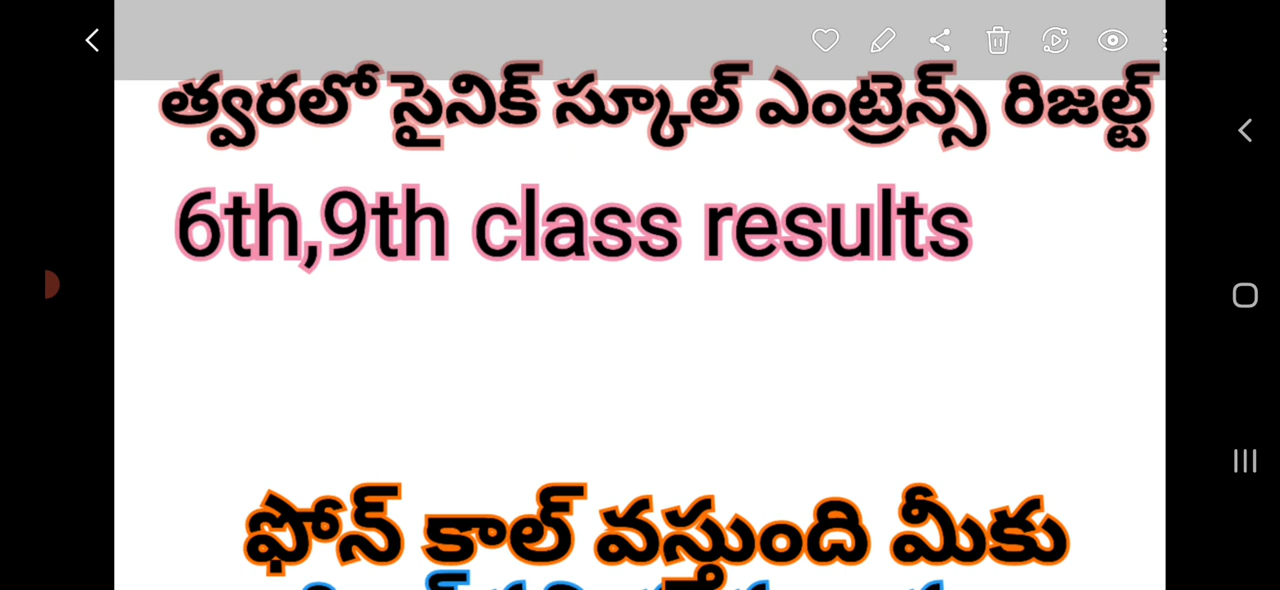 త్వరలో సైనిక్ స్కూల్ ఎంట్రెన్స్ రిజల్ట్
6th,9th class results
ఫోన్ కాల్ వస్తుంది మీకు